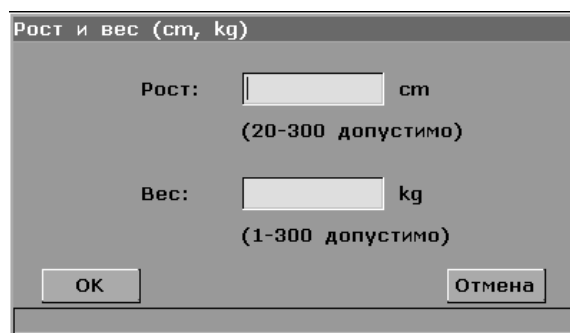 Рост и вес (cm, kg)
Рост: cm
(20-300 допустимо)
Вес: kg
(1-300 допустимо)
OK Отмена